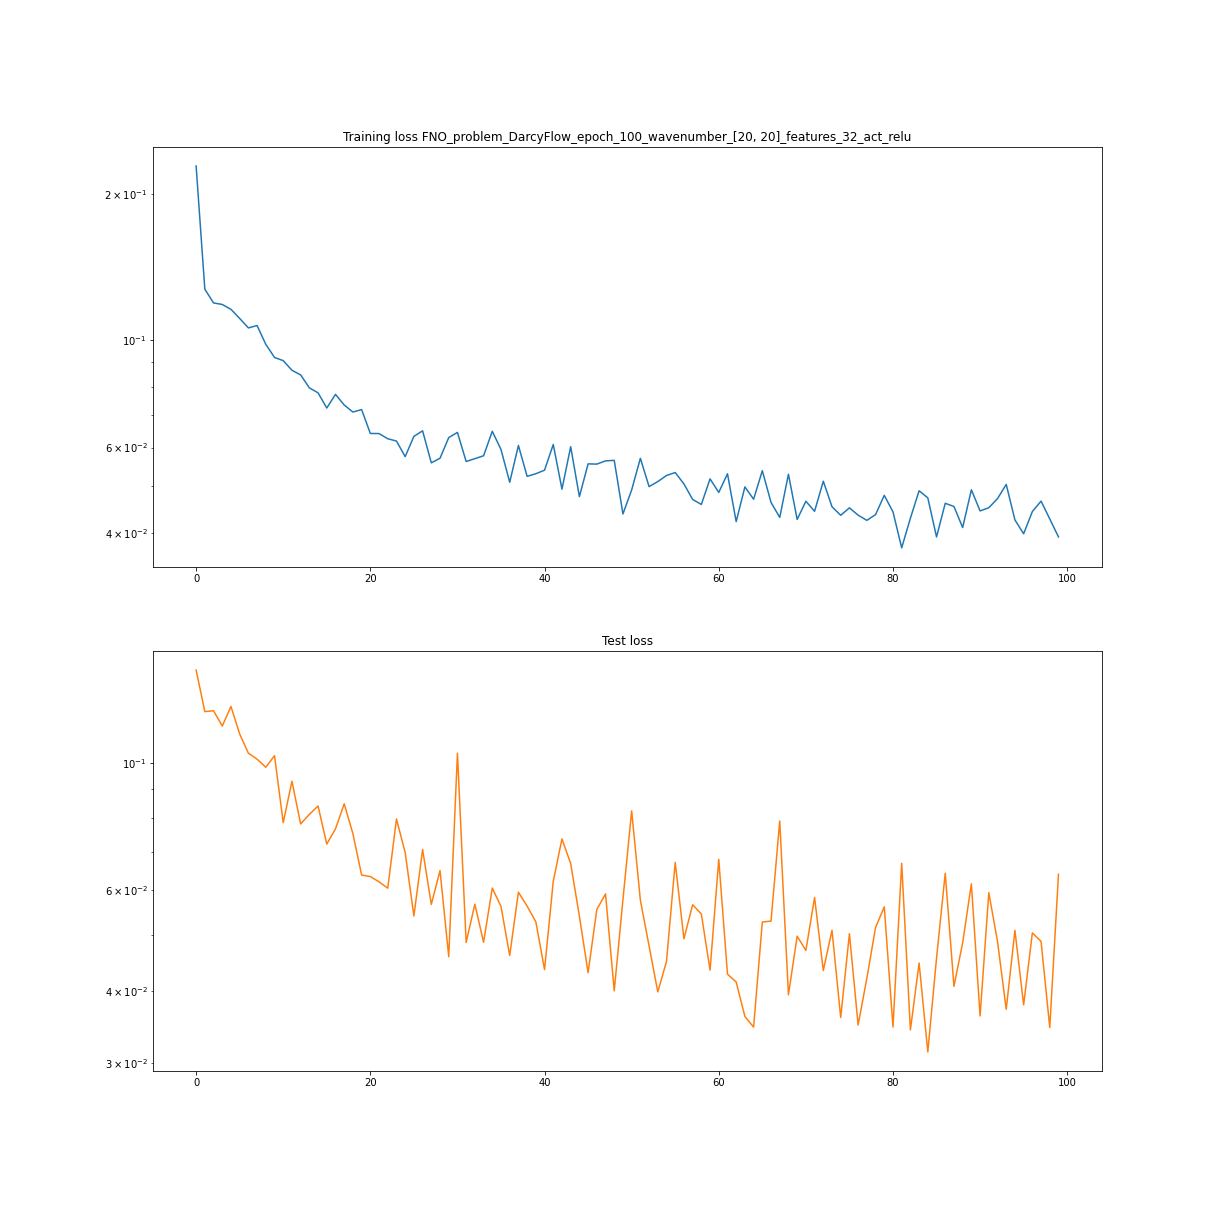 Training loss FNO_problem_DarcyFlow_epoch_100_wavenumber_[20, 20]_features_32_act_relu
2 × 10⁻¹
10⁻¹
6 × 10⁻²
4 × 10⁻²
0 20 40 60 80 100
Test loss
10⁻¹
6 × 10⁻²
4 × 10⁻²
3 × 10⁻²
0 20 40 60 80 100